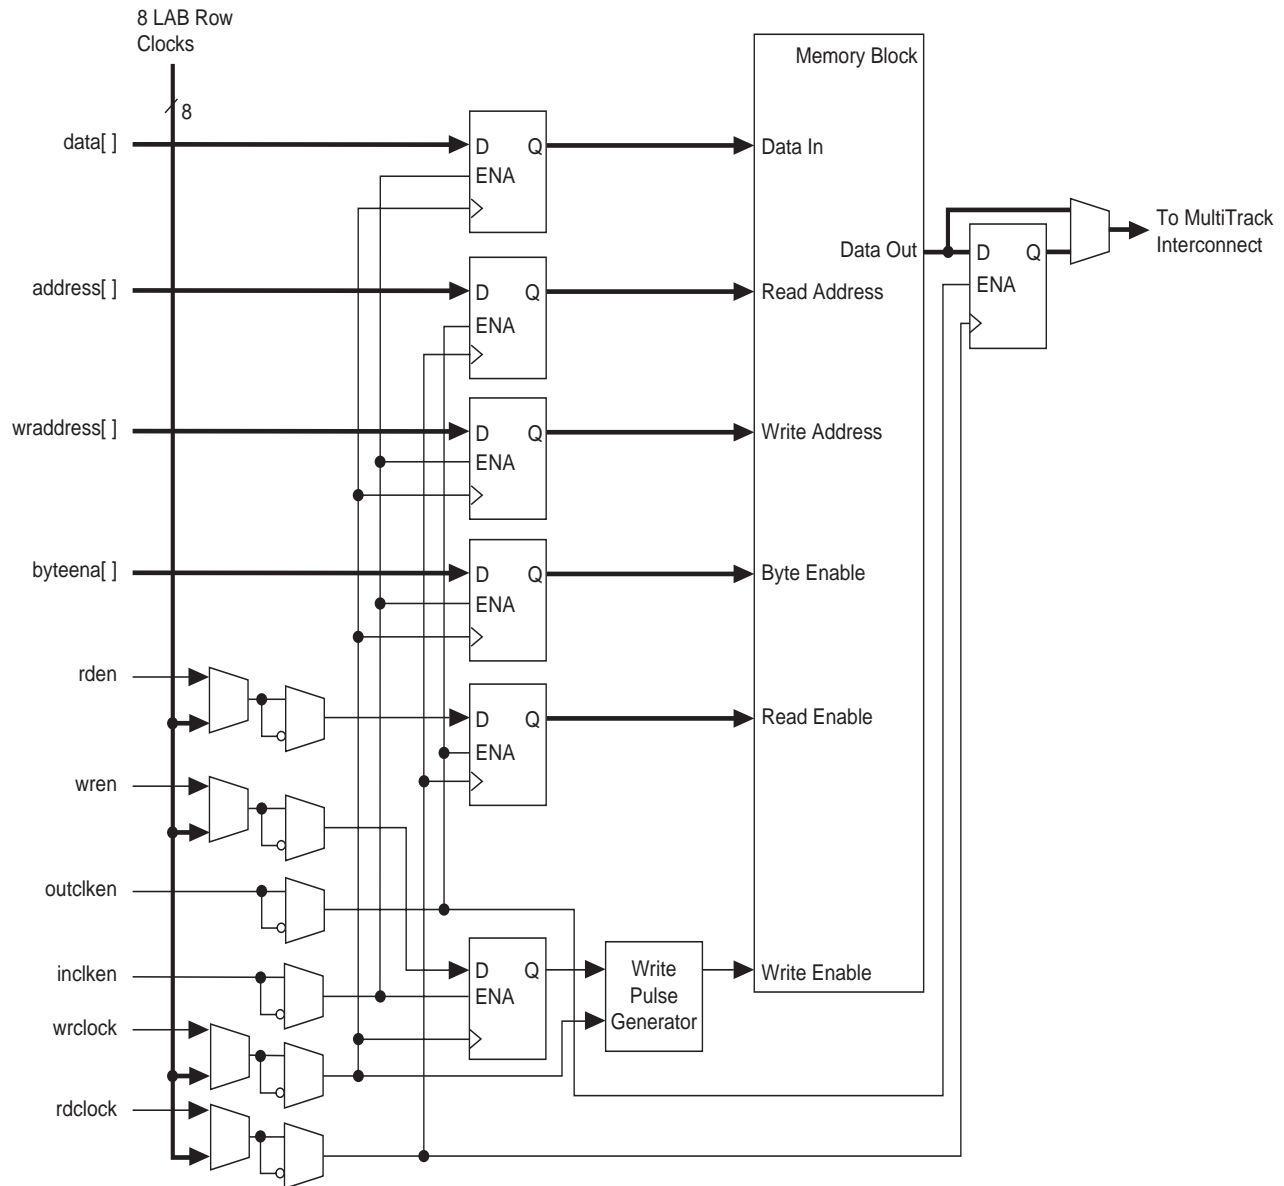 8 LAB Row
Clocks
8
Memory Block
data[ ]
D Q
ENA
Data In
To MultiTrack
Interconnect
Data Out
D Q
ENA
address[ ]
D Q
ENA
Read Address
wraddress[ ]
D Q
ENA
Write Address
byteena[ ]
D Q
ENA
Byte Enable
rden
D Q
ENA
Read Enable
wren
outclken
inclken
D Q
ENA
Write
Pulse
Generator
Write Enable
wrclock
rdclock